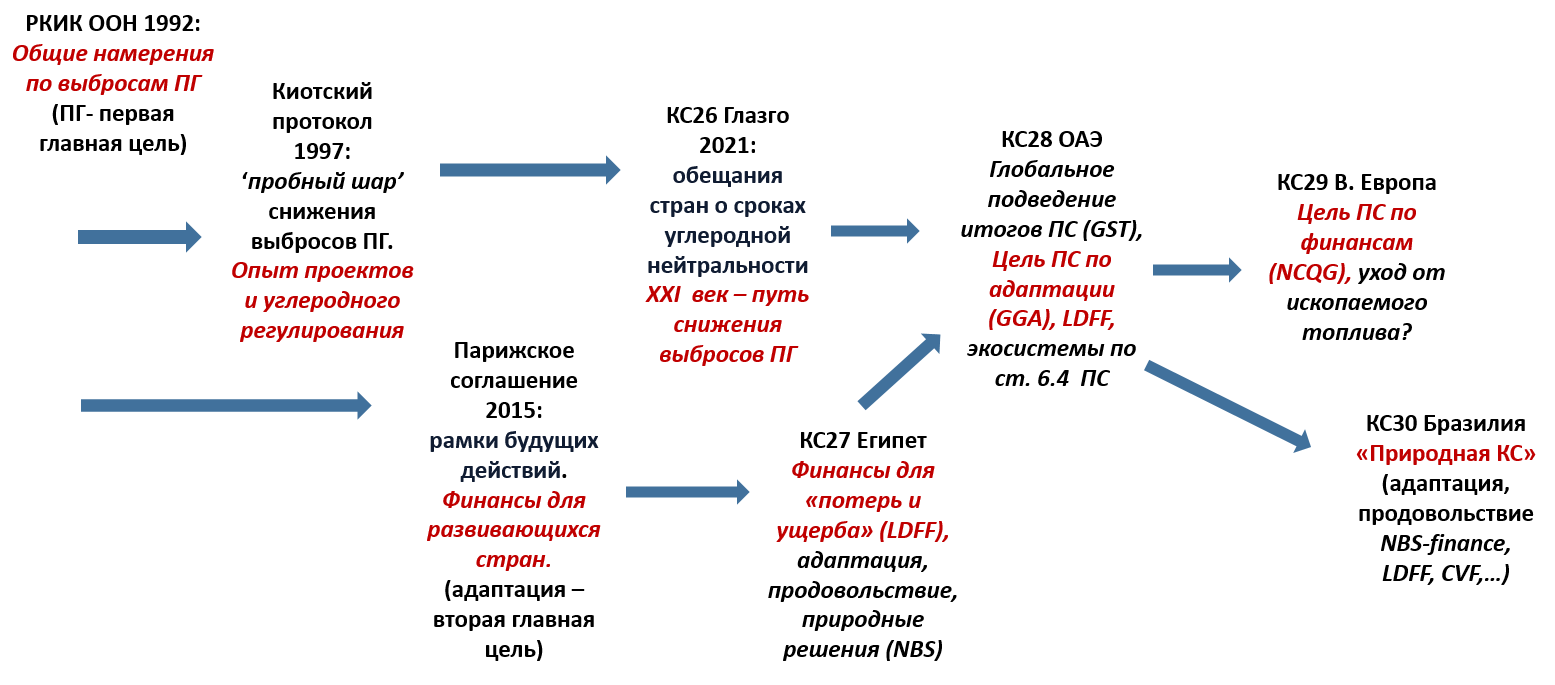 РКИК ООН 1992:
Общие намерения
по выбросам ПГ
(ПГ- первая
главная цель)
Киотский
протокол
1997:
‘пробный шар’
снижения
выбросов ПГ.
Опыт проектов
и углеродного
регулирования
Парижское
соглашение
2015:
рамки будущих
действий.
Финансы для
развивающихся
стран.
(адаптация –
вторая главная
цель)
КС26 Глазго
2021:
обещания
стран о сроках
углеродной
нейтральности
XXI век – путь
снижения
выбросов ПГ
КС27 Египет
Финансы для
«потерь и
ущерба» (LDFF),
адаптация,
продовольствие,
природные
решения (NBS)
КС28 ОАЭ
Глобальное
подведение
итогов ПС (GST),
Цель ПС по
адаптации
(GGA), LDFF,
экосистемы по
ст. 6.4 ПС
КС29 В. Европа
Цель ПС по
финансам
(NCQG), уход от
ископаемого
топлива?
КС30 Бразилия
«Природная КС»
(адаптация,
продовольствие
NBS-finance,
LDFF, CVF,...)